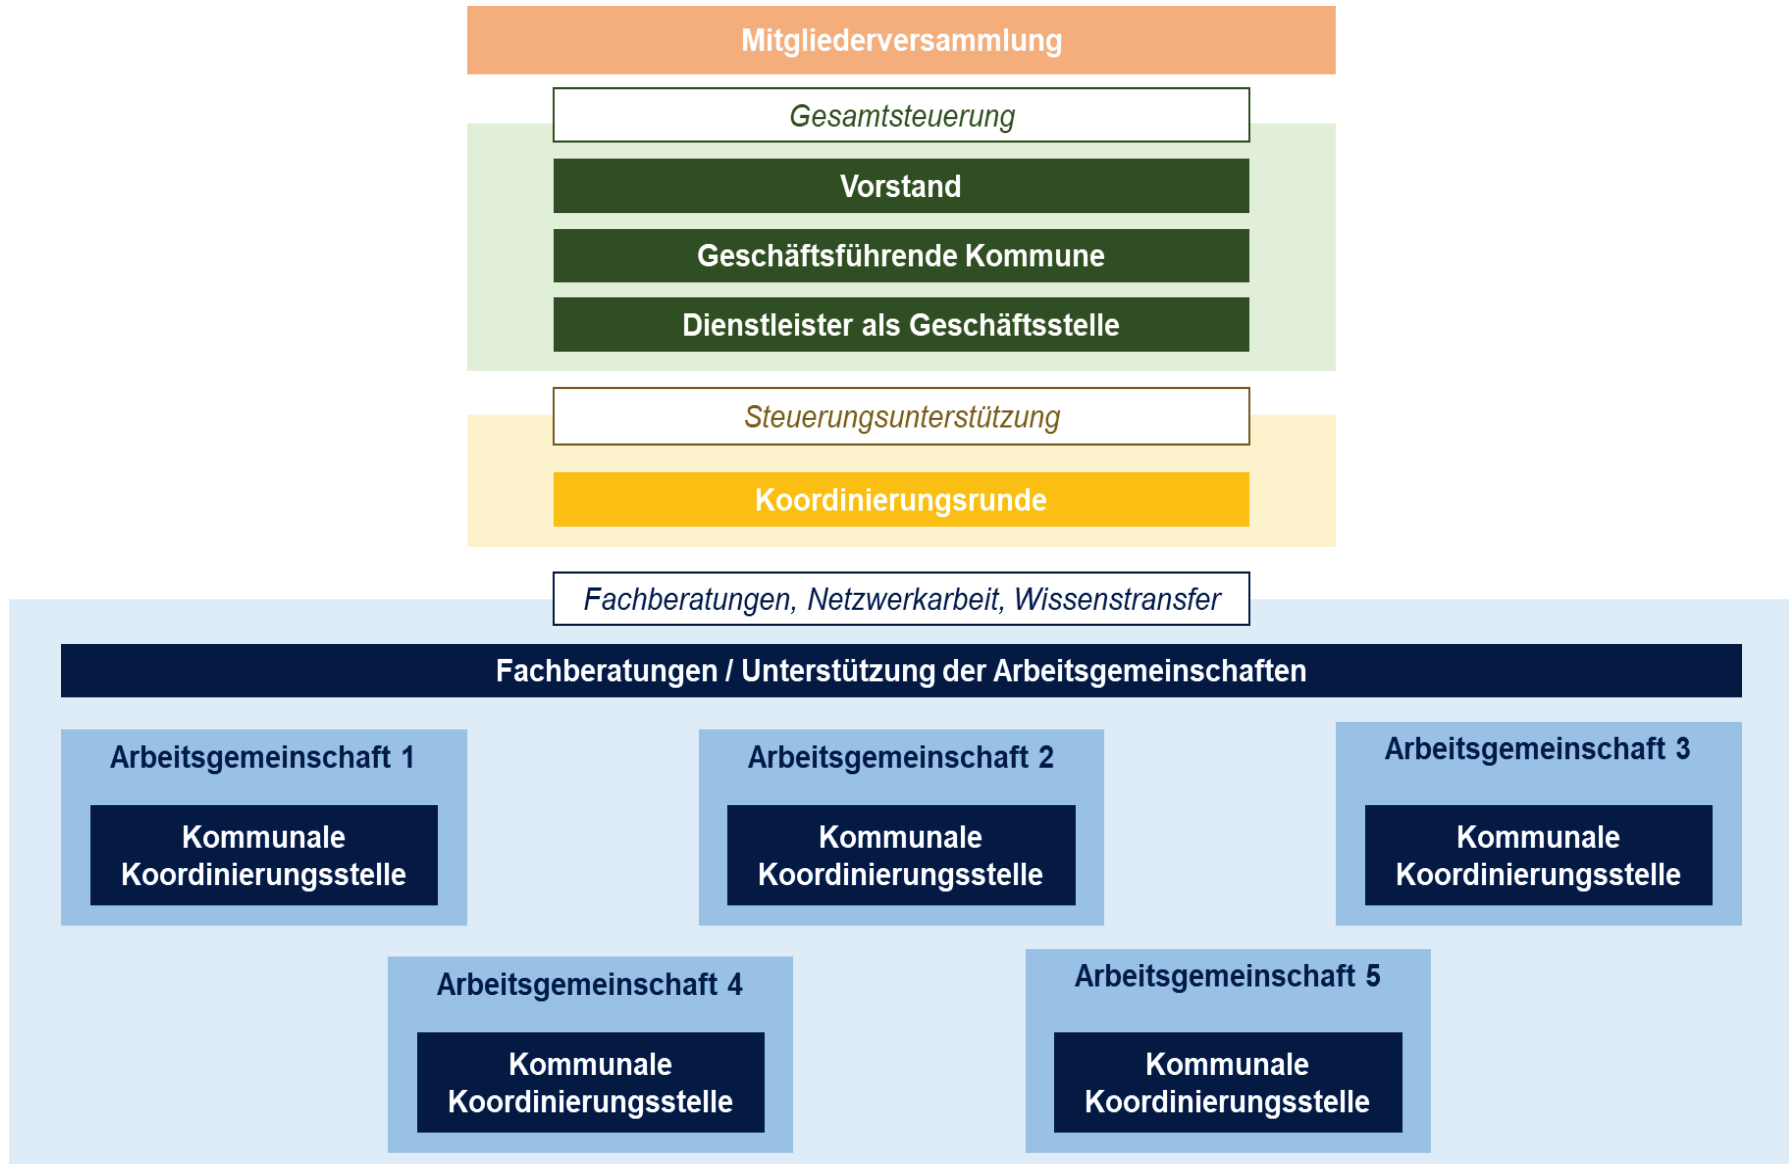 Mitgliederversammlung
Gesamtsteuerung
Vorstand
Geschäftsführende Kommune
Dienstleister als Geschäftsstelle
Steuerungsunterstützung
Koordinierungsrunde
Fachberatungen, Netzwerkarbeit, Wissenstransfer
Fachberatungen / Unterstützung der Arbeitsgemeinschaften
Arbeitsgemeinschaft 1
Kommunale
Koordinierungsstelle
Arbeitsgemeinschaft 2
Kommunale
Koordinierungsstelle
Arbeitsgemeinschaft 3
Kommunale
Koordinierungsstelle
Arbeitsgemeinschaft 4
Kommunale
Koordinierungsstelle
Arbeitsgemeinschaft 5
Kommunale
Koordinierungsstelle